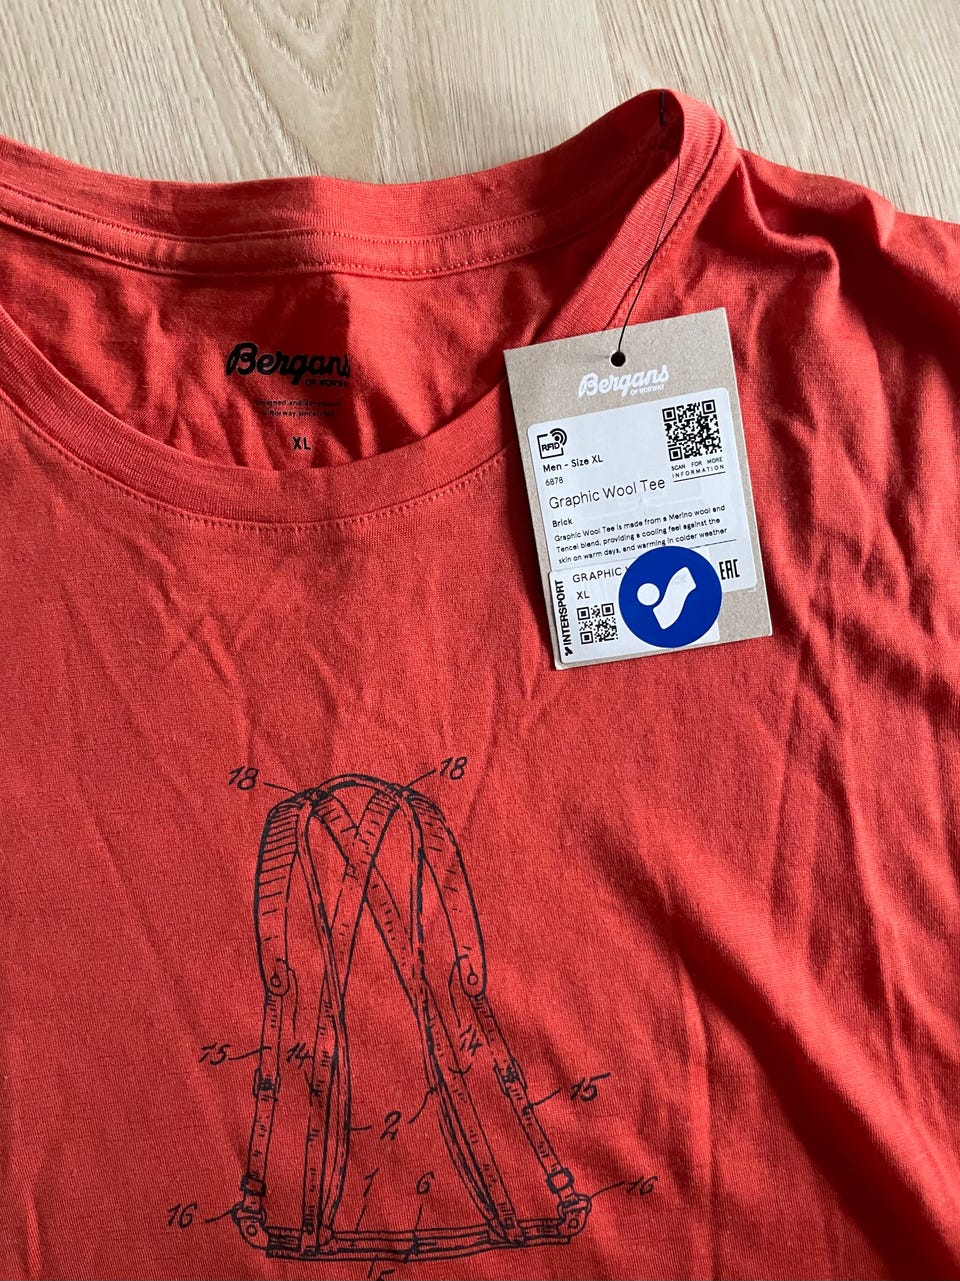 Bergans
OF NORWAY
XL
Bergans
OF NORWAY
RFID
SCAN FOR MORE
INFORMATION
Men - Size XL
6878
Graphic Wool Tee
Brick
Graphic Wool Tee is made from a Merino wool and
Tencel blend, providing a cooling feel against the
skin on warm days, and warming in colder weather
INTERSPORT
GRAPHIC
XL
EAC
18
18
15
14
14
15
2
1
6
16
16
5